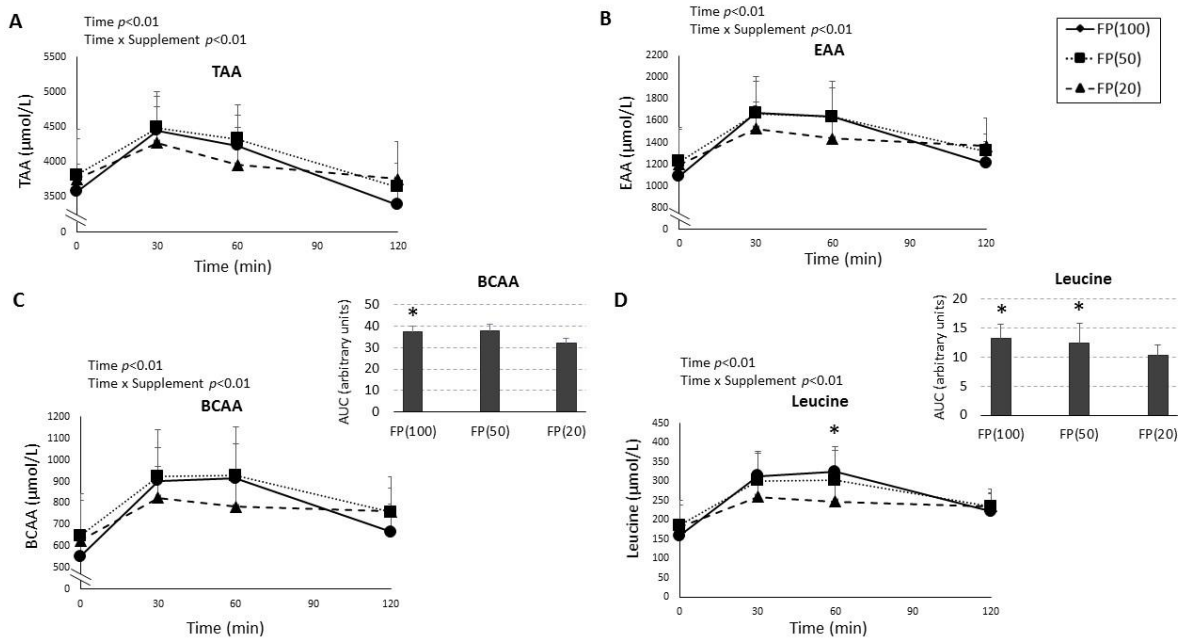 A
Time p<0.01
Time x Supplement p<0.01
TAA
TAA (µmol/L)
5500
4500
4000
3500
0
0
30
60
90
120
Time (min)
B
Time p<0.01
Time x Supplement p<0.01
EAA
EAA (µmol/L)
2200
2000
1800
1600
1400
1200
1000
800
0
0
30
60
90
120
Time (min)
FP(100)
FP(50)
FP(20)
C
Time p<0.01
Time x Supplement p<0.01
BCAA
BCAA (µmol/L)
1200
1100
1000
900
800
700
600
500
0
0
30
60
90
120
Time (min)
BCAA
AUC (arbitrary units)
50
40
30
20
10
0
*
FP(100)
FP(50)
FP(20)
D
Time p<0.01
Time x Supplement p<0.01
Leucine
*
Leucine (µmol/L)
450
400
350
300
250
200
150
100
50
0
0
30
60
90
120
Time (min)
Leucine
AUC (arbitrary units)
20
15
10
5
0
*
*
FP(100)
FP(50)
FP(20)